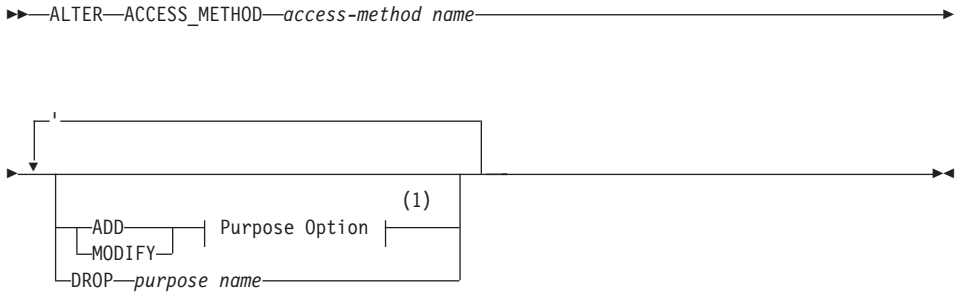 ALTER ACCESS_METHOD access-method name
,
(1)
ADD Purpose Option
MODIFY
DROP purpose name